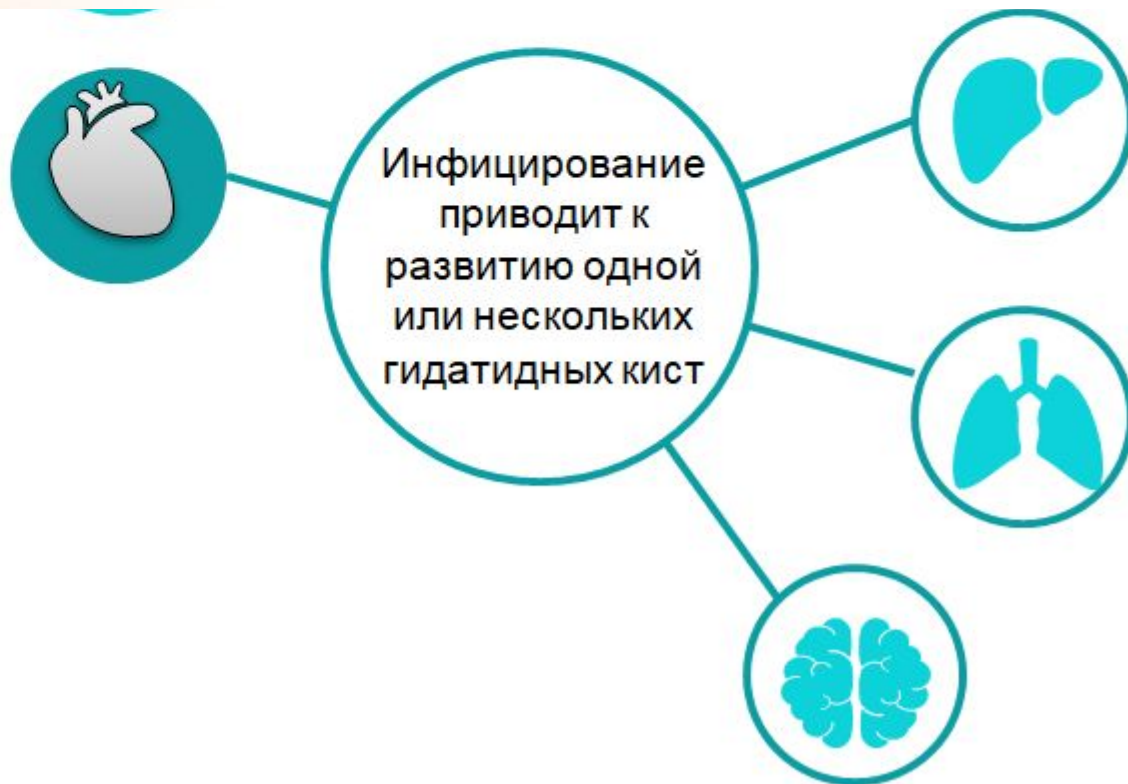 Инфицирование
приводит к
развитию одной
или нескольких
гидатидных кист